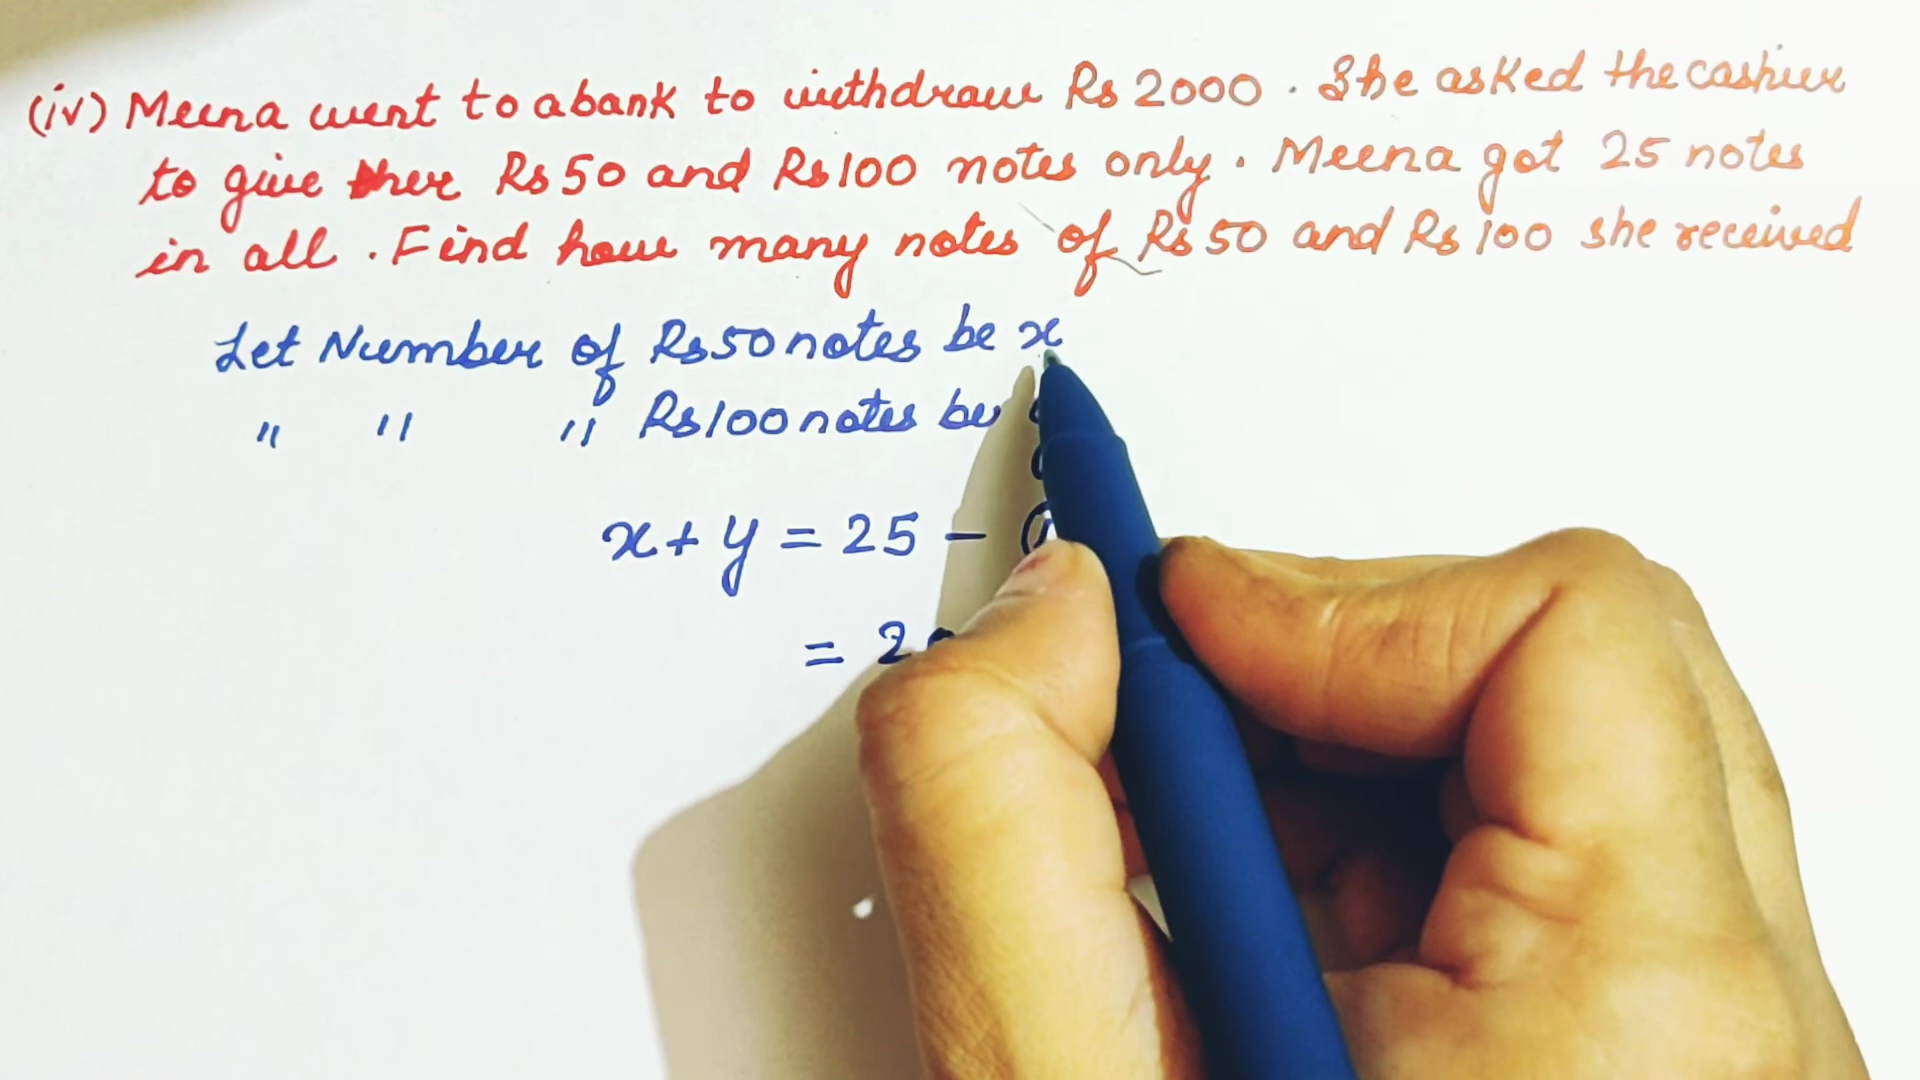 (iv) Meena went to a bank to withdraw Rs 2000. She asked the cashier
to give her Rs 50 and Rs 100 notes only. Meena got 25 notes
in all. Find how many notes of Rs 50 and Rs 100 she received
Let Number of Rs 50 notes be x
" " " Rs 100 notes be
x + y = 25 -
= 2